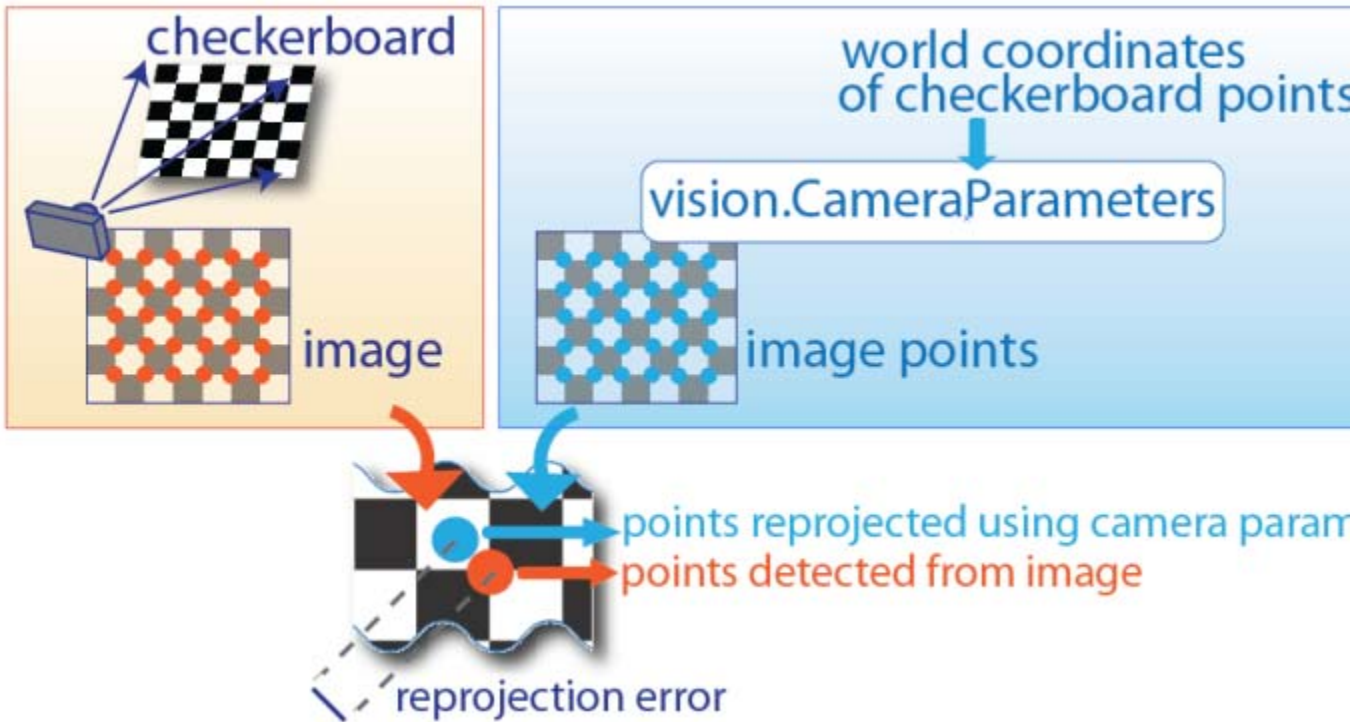 checkerboard
image
world coordinates
of checkerboard points
vision.CameraParameters
image points
points reprojected using camera param
points detected from image
reprojection error